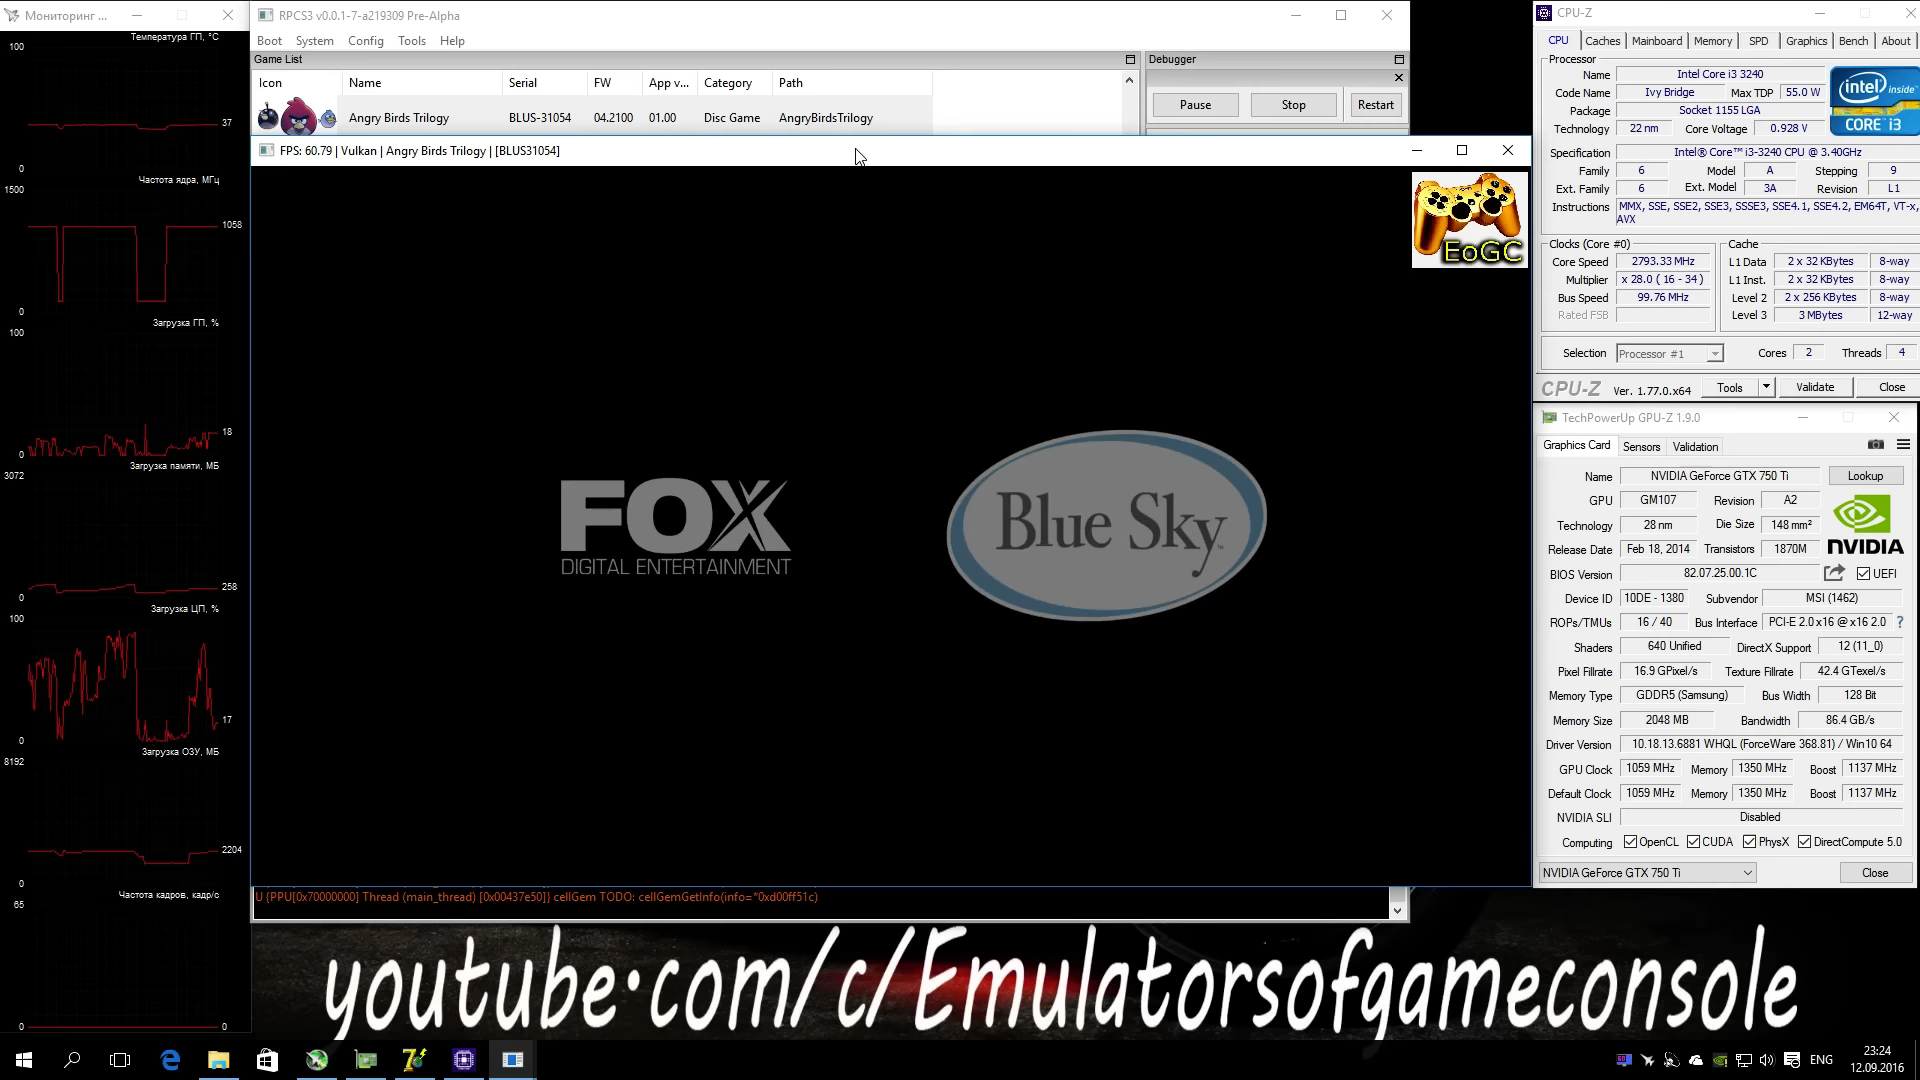 Мониторинг ...
Температура ГП, °C
100
37
0
Частота ядра, МГц
1500
1058
0
Загрузка ГП, %
100
18
0
Загрузка памяти, МБ
3072
258
0
Загрузка ЦП, %
100
17
0
Загрузка ОЗУ, МБ
8192
2204
0
Частота кадров, кадр/с
65
0
0
RPCS3 v0.0.1-7-a219309 Pre-Alpha
Boot System Config Tools Help
Game List
Icon Name Serial FW App v... Category Path
Angry Birds Trilogy BLUS-31054 04.2100 01.00 Disc Game AngryBirdsTrilogy
Debugger
Pause Stop Restart
FPS: 60.79 | Vulkan | Angry Birds Trilogy | [BLUS31054]
EoGC
FOX
DIGITAL ENTERTAINMENT
Blue Sky™
U {PPU[0x70000000] Thread (main_thread) [0x00437e50]} cellGem TODO: cellGemGetInfo(info=*0xd00ff51c)
youtube.com/c/Emulatorsofgameconsole
CPU-Z
CPU Caches Mainboard Memory SPD Graphics Bench About
Processor
Name Intel Core i3 3240
Code Name Ivy Bridge Max TDP 55.0 W
Package Socket 1155 LGA
Technology 22 nm Core Voltage 0.928 V
intel inside™
CORE i3
Specification Intel® Core™ i3-3240 CPU @ 3.40GHz
Family 6 Model A Stepping 9
Ext. Family 6 Ext. Model 3A Revision L1
Instructions MMX, SSE, SSE2, SSE3, SSSE3, SSE4.1, SSE4.2, EM64T, VT-x,
AVX
Clocks (Core #0)
Core Speed 2793.33 MHz
Multiplier x 28.0 ( 16 - 34 )
Bus Speed 99.76 MHz
Rated FSB
Cache
L1 Data 2 x 32 KBytes 8-way
L1 Inst. 2 x 32 KBytes 8-way
Level 2 2 x 256 KBytes 8-way
Level 3 3 MBytes 12-way
Selection Processor #1 Cores 2 Threads 4
CPU-Z Ver. 1.77.0.x64 Tools Validate Close
TechPowerUp GPU-Z 1.9.0
Graphics Card Sensors Validation
Name NVIDIA GeForce GTX 750 Ti Lookup
GPU GM107 Revision A2
Technology 28 nm Die Size 148 mm²
Release Date Feb 18, 2014 Transistors 1870M
NVIDIA
BIOS Version 82.07.25.00.1C UEFI
Device ID 10DE - 1380 Subvendor MSI (1462)
ROPs/TMUs 16 / 40 Bus Interface PCI-E 2.0 x16 @ x16 2.0 ?
Shaders 640 Unified DirectX Support 12 (11_0)
Pixel Fillrate 16.9 GPixel/s Texture Fillrate 42.4 GTexel/s
Memory Type GDDR5 (Samsung) Bus Width 128 Bit
Memory Size 2048 MB Bandwidth 86.4 GB/s
Driver Version 10.18.13.6881 WHQL (ForceWare 368.81) / Win10 64
GPU Clock 1059 MHz Memory 1350 MHz Boost 1137 MHz
Default Clock 1059 MHz Memory 1350 MHz Boost 1137 MHz
NVIDIA SLI Disabled
Computing OpenCL CUDA PhysX DirectCompute 5.0
NVIDIA GeForce GTX 750 Ti Close
ENG
23:24
12.09.2016